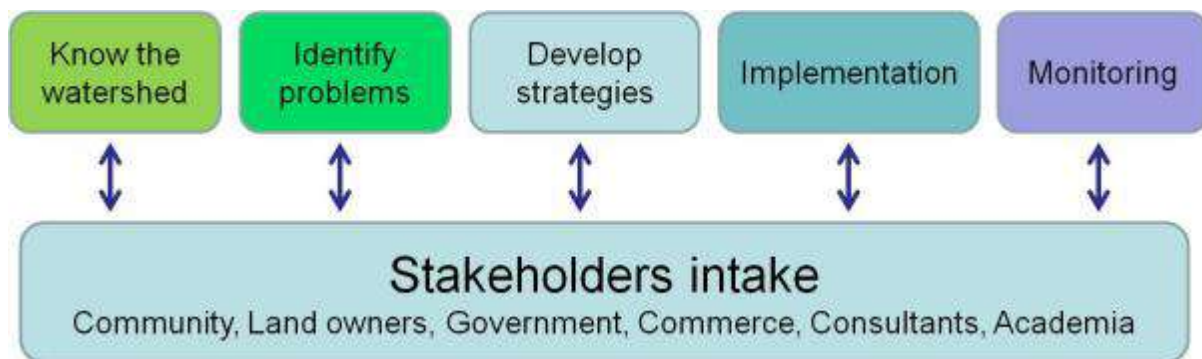 Know the
watershed
Identify
problems
Develop
strategies
Implementation
Monitoring
Stakeholders intake
Community, Land owners, Government, Commerce, Consultants, Academia